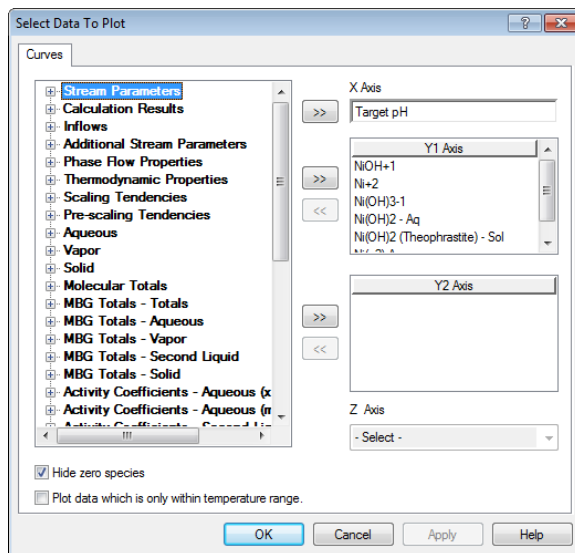 Select Data To Plot
Curves
Stream Parameters
Calculation Results
Inflows
Additional Stream Parameters
Phase Flow Properties
Thermodynamic Properties
Scaling Tendencies
Pre-scaling Tendencies
Aqueous
Vapor
Solid
Molecular Totals
MBG Totals - Totals
MBG Totals - Aqueous
MBG Totals - Vapor
MBG Totals - Second Liquid
MBG Totals - Solid
Activity Coefficients - Aqueous (x
Activity Coefficients - Aqueous (m
>>
X Axis
Target pH
>>
<<
Y1 Axis
NiOH+1
Ni+2
Ni(OH)3-1
Ni(OH)2 - Aq
Ni(OH)2 (Theophrastite) - Sol
>>
<<
Y2 Axis
Z Axis
- Select -
Hide zero species
Plot data which is only within temperature range.
OK
Cancel
Apply
Help